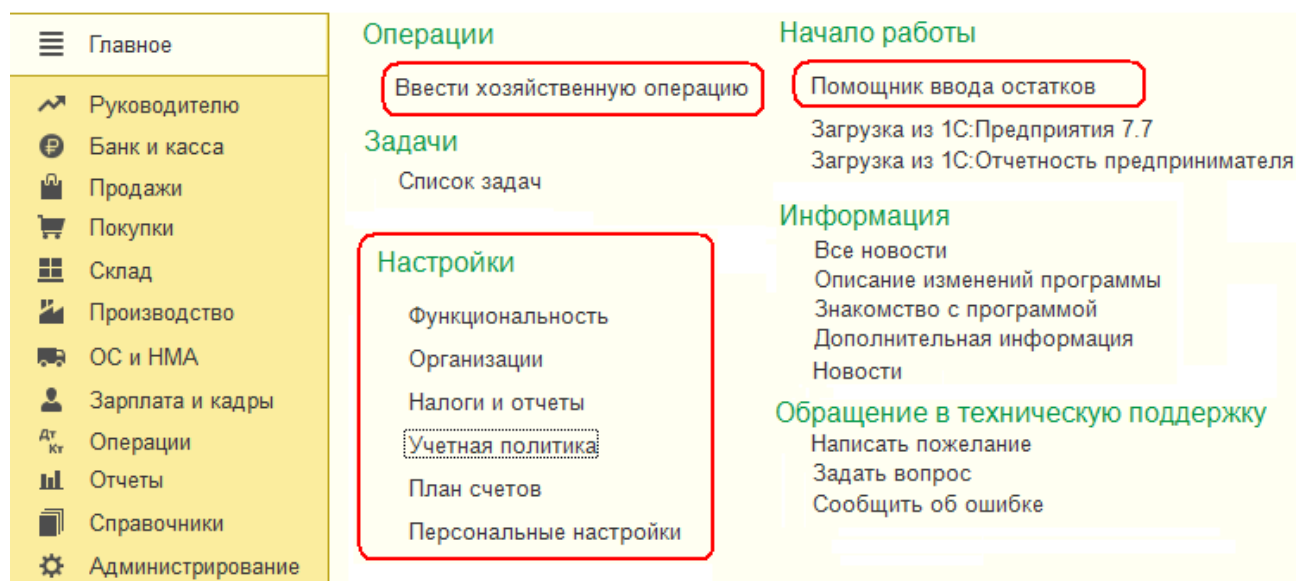 Главное
Руководителю
Банк и касса
Продажи
Покупки
Склад
Производство
ОС и НМА
Зарплата и кадры
Дт
Кт
Операции
Отчеты
Справочники
Администрирование
Операции
Ввести хозяйственную операцию
Задачи
Список задач
Настройки
Функциональность
Организации
Налоги и отчеты
Учетная политика
План счетов
Персональные настройки
Начало работы
Помощник ввода остатков
Загрузка из 1С:Предприятия 7.7
Загрузка из 1С:Отчетность предпринимателя
Информация
Все новости
Описание изменений программы
Знакомство с программой
Дополнительная информация
Новости
Обращение в техническую поддержку
Написать пожелание
Задать вопрос
Сообщить об ошибке